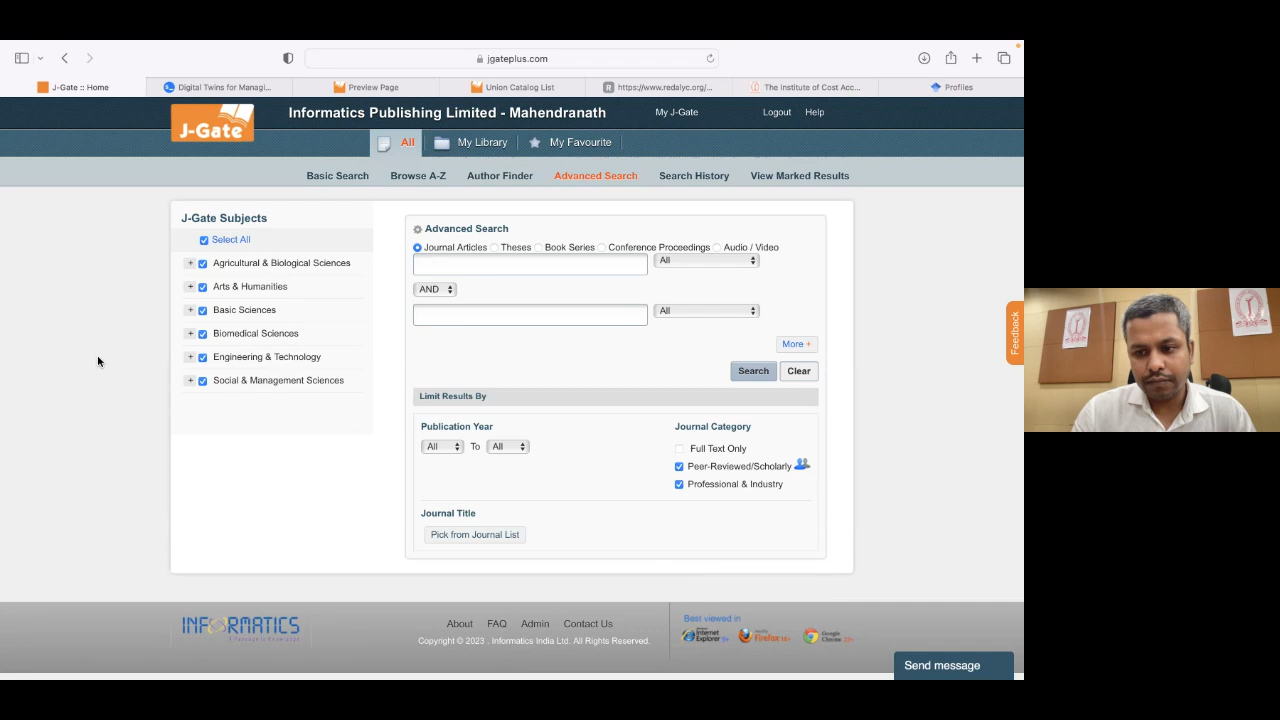 jgateplus.com
J-Gate :: Home
Digital Twins for Managi...
Preview Page
Union Catalog List
https://www.redalyc.org/...
The Institute of Cost Acc...
Profiles
J-Gate
Informatics Publishing Limited - Mahendranath
My J-Gate
Logout
Help
All
My Library
My Favourite
Basic Search
Browse A-Z
Author Finder
Advanced Search
Search History
View Marked Results
J-Gate Subjects
Select All
Agricultural & Biological Sciences
Arts & Humanities
Basic Sciences
Biomedical Sciences
Engineering & Technology
Social & Management Sciences
Advanced Search
Journal Articles Theses Book Series Conference Proceedings Audio / Video
All
AND
All
More +
Search
Clear
Limit Results By
Publication Year
All To All
Journal Category
Full Text Only
Peer-Reviewed/Scholarly
Professional & Industry
Journal Title
Pick from Journal List
Feedback
INFORMATICS
About
FAQ
Admin
Contact Us
Copyright © 2023 . Informatics India Ltd. All Rights Reserved.
Best viewed in
Internet Explorer
Firefox
Google Chrome
Send message